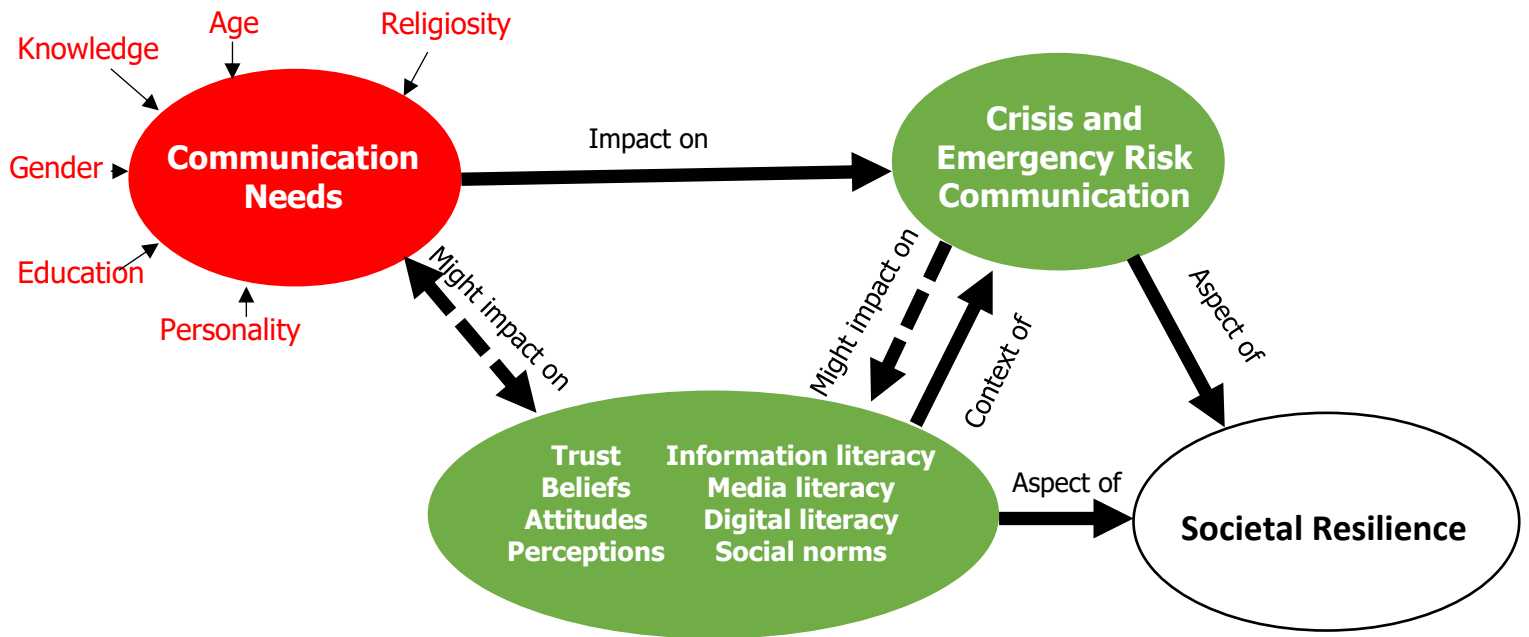 Age
Religiosity
Knowledge
Gender
Education
Personality
Communication
Needs
Impact on
Crisis and
Emergency Risk
Communication
Might impact on
Might impact on
Context of
Aspect of
Trust
Beliefs
Attitudes
Perceptions
Information literacy
Media literacy
Digital literacy
Social norms
Aspect of
Societal Resilience